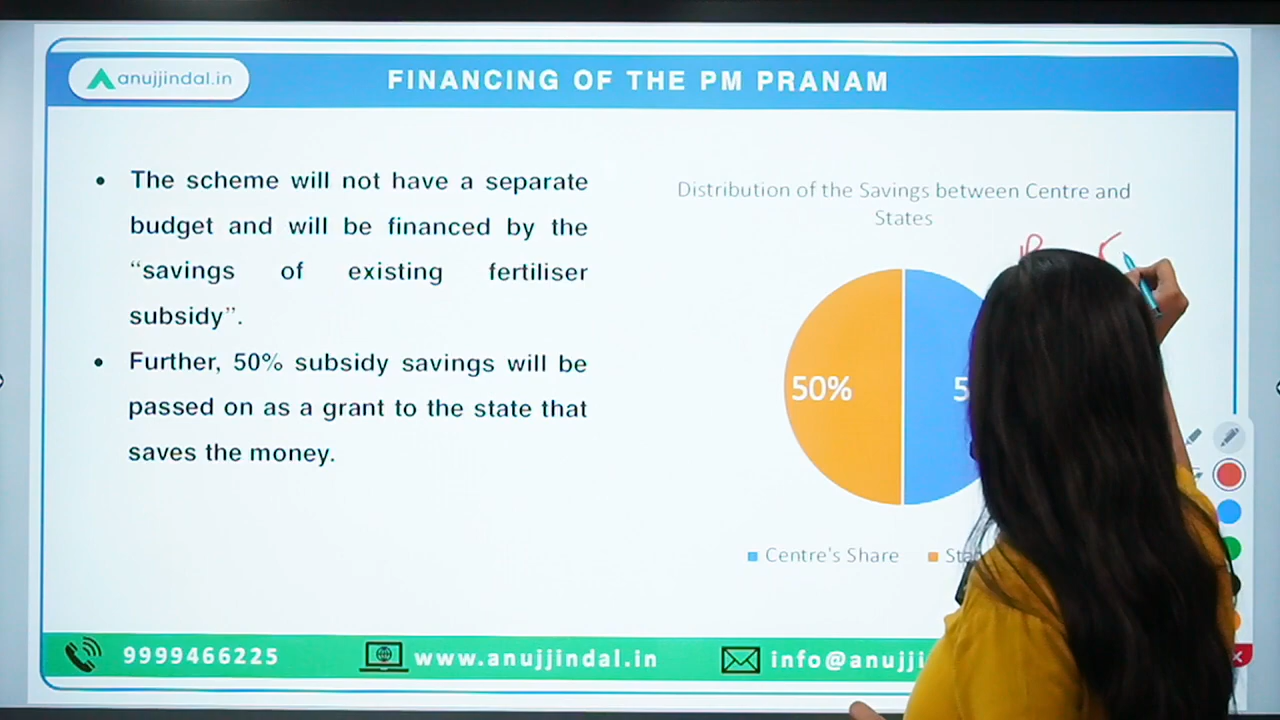 anujjindal.in
FINANCING OF THE PM PRANAM
• The scheme will not have a separate
budget and will be financed by the
“savings of existing fertiliser
subsidy”.
• Further, 50% subsidy savings will be
passed on as a grant to the state that
saves the money.
Distribution of the Savings between Centre and
States
50%
Centre's Share
9999466225
www.anujjindal.in
info@anujji